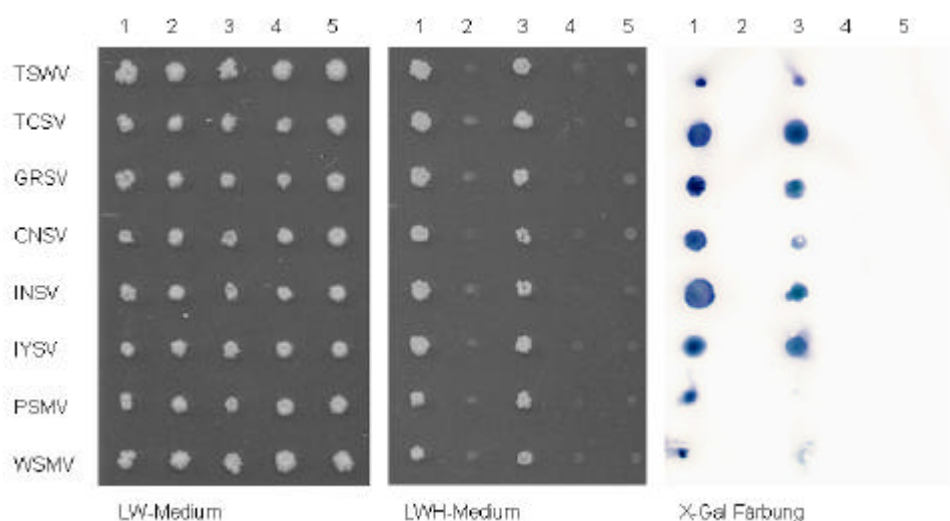 1 2 3 4 5 1 2 3 4 5 1 2 3 4 5
TSWV
TCSV
GRSV
CNSV
INSV
IYSV
PSMV
WSMV
LW-Medium LWH-Medium X-Gal Färbung